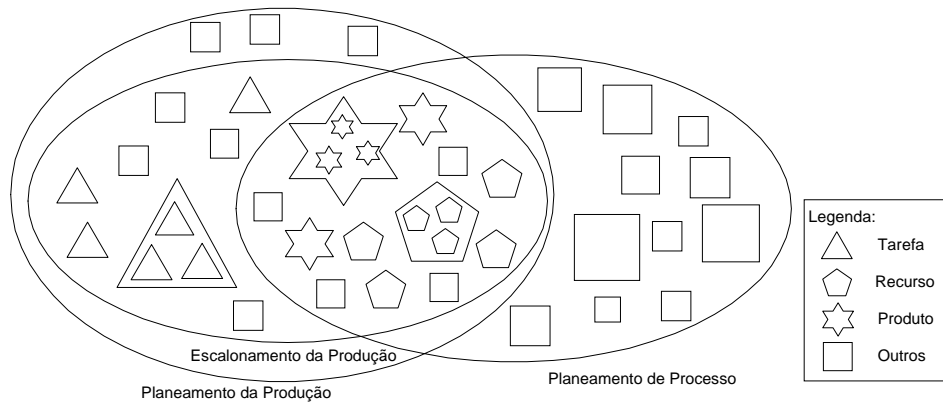 Legenda:
Tarefa
Recurso
Produto
Outros
Escalonamento da Produção
Planeamento da Produção
Planeamento de Processo